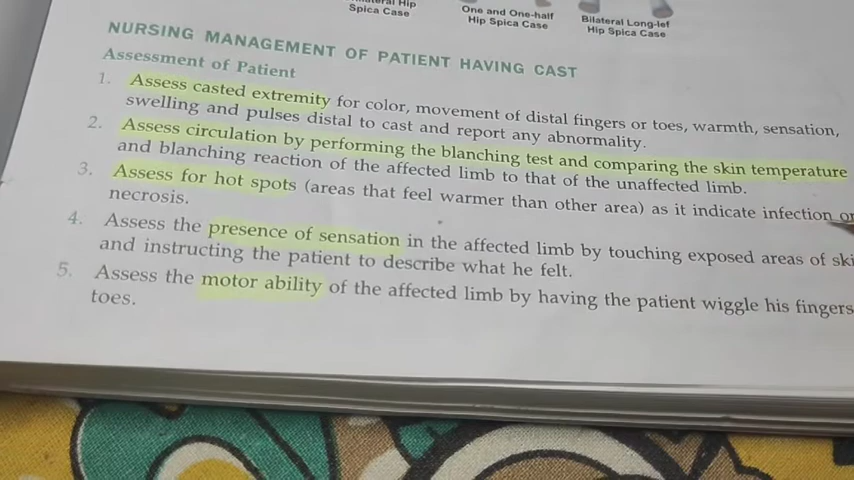 Hip
Spica Case
One and One-half
Hip Spica Case
Bilateral Long-lef
Hip Spica Case
NURSING MANAGEMENT OF PATIENT HAVING CAST
Assessment of Patient
1. Assess casted extremity for color, movement of distal fingers or toes, warmth, sensation,
swelling and pulses distal to cast and report any abnormality.
2. Assess circulation by performing the blanching test and comparing the skin temperature
and blanching reaction of the affected limb to that of the unaffected limb.
3. Assess for hot spots (areas that feel warmer than other area) as it indicate infection or
necrosis.
4. Assess the presence of sensation in the affected limb by touching exposed areas of ski
and instructing the patient to describe what he felt.
5. Assess the motor ability of the affected limb by having the patient wiggle his fingers
toes.